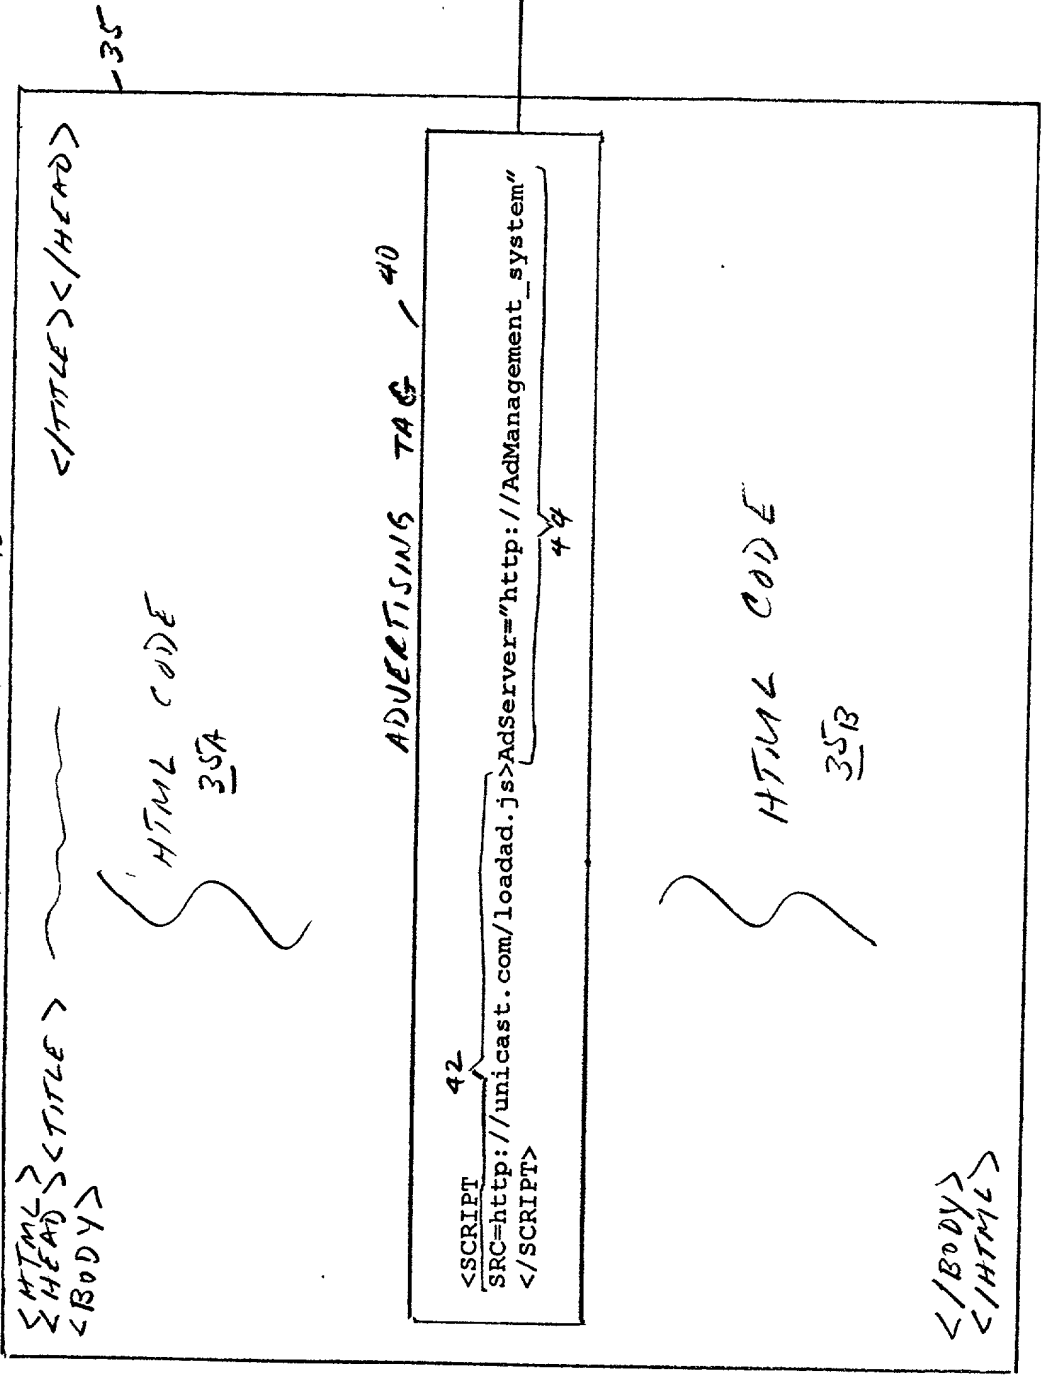 35
<HTML>
<HEAD><TITLE> </TITLE></HEAD>
<BODY>
HTML CODE
35A
ADVERTISING TAG 40
42
<SCRIPT
SRC=http://unicast.com/loadad.js>AdServer="http://AdManagement_system"
</SCRIPT>
44
HTML CODE
35B
</BODY>
</HTML>